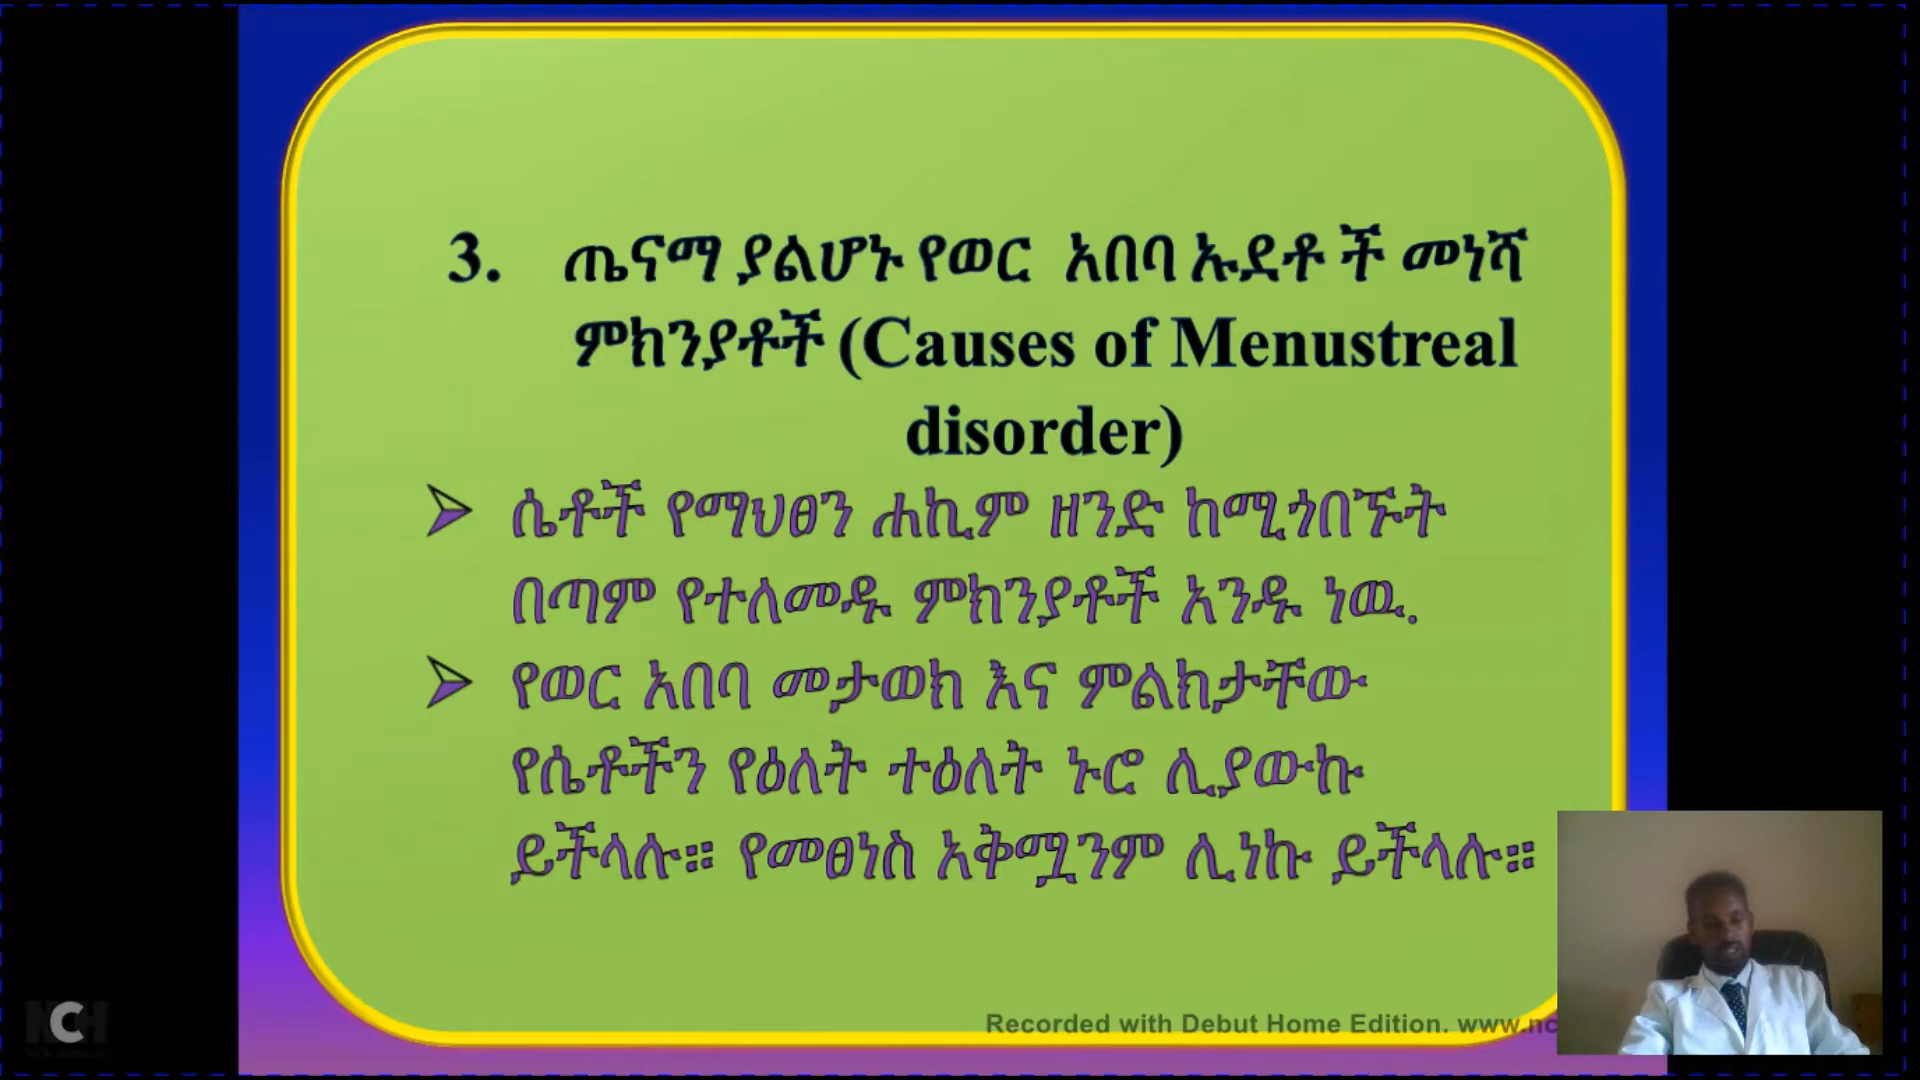 3. ጤናማ ያልሆኑ የወር አበባ ኡደቶ ች መነሻ
ምክንያቶች (Causes of Menustreal
disorder)
➢ ሴቶች የማህፀን ሐኪም ዘንድ ከሚጎበኙት
በጣም የተለመዱ ምክንያቶች አንዱ ነዉ.
➢ የወር አበባ መታወክ እና ምልክታቸው
የሴቶችን የዕለት ተዕለት ኑሮ ሊያውኩ
ይችላሉ። የመፀነስ አቅሟንም ሊነኩ ይችላሉ።
Recorded with Debut Home Edition. www.nc
NCH